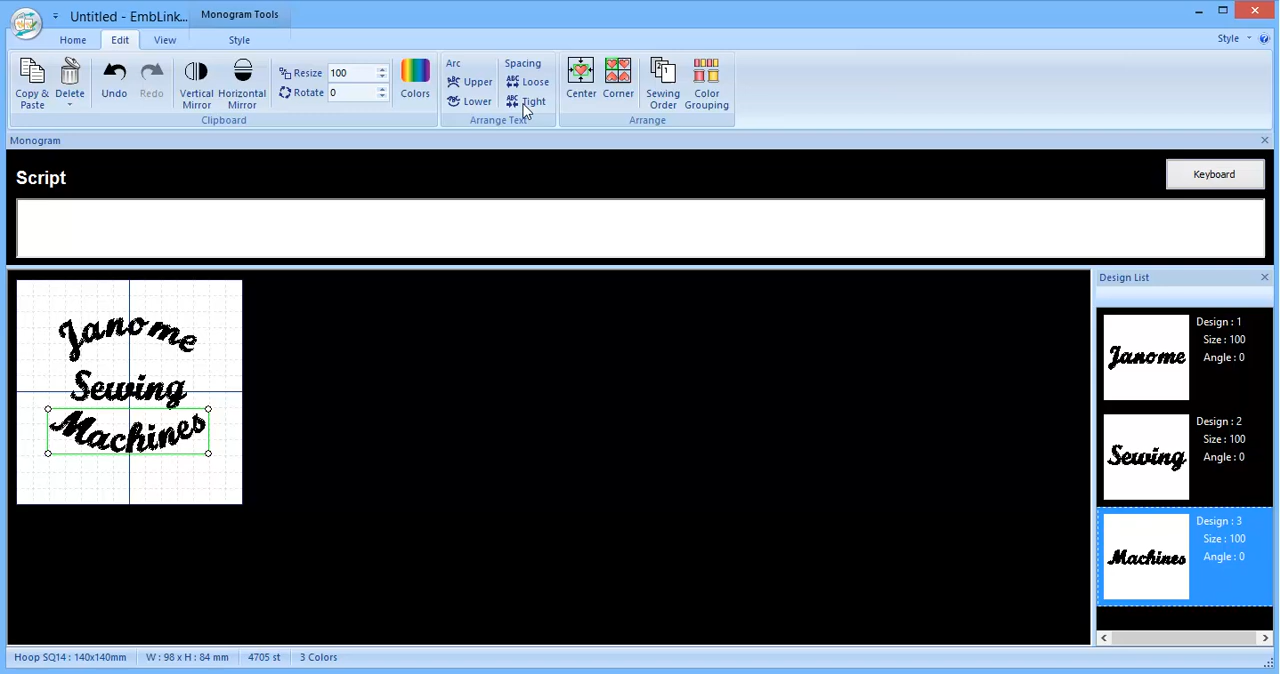 Untitled - EmbLink...
Monogram Tools
Home
Edit
View
Style
Style
Copy & Paste
Delete
Undo
Redo
Vertical Mirror
Horizontal Mirror
Resize 100
Rotate 0
Colors
Clipboard
Arc
Upper
Lower
Spacing
Loose
Tight
Arrange Text
Center
Corner
Sewing Order
Color Grouping
Arrange
Monogram
Script
Keyboard
Janome
Sewing
Machines
Design List
Janome
Design : 1
Size : 100
Angle : 0
Sewing
Design : 2
Size : 100
Angle : 0
Machines
Design : 3
Size : 100
Angle : 0
Hoop SQ14 : 140x140mm
W : 98 x H : 84 mm
4705 st
3 Colors